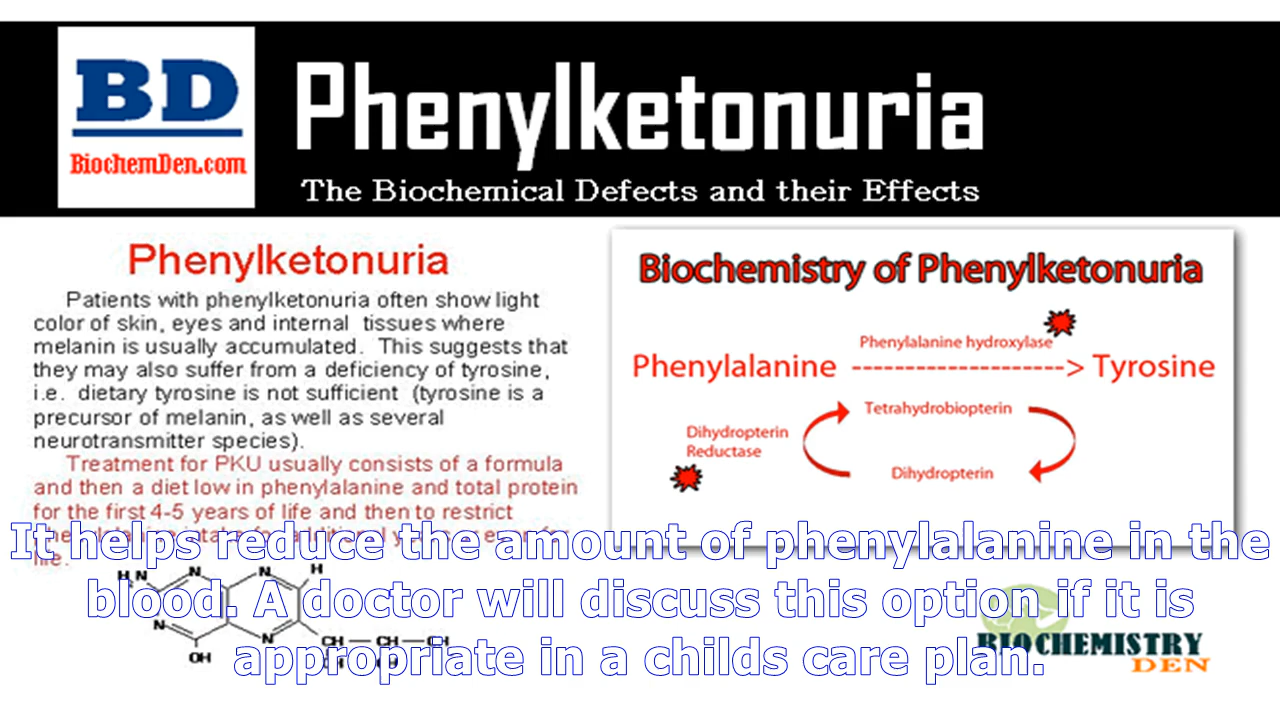 BD
BiochemDen.com
Phenylketonuria
The Biochemical Defects and their Effects
Phenylketonuria
Patients with phenylketonuria often show light
color of skin, eyes and internal tissues where
melanin is usually accumulated. This suggests that
they may also suffer from a deficiency of tyrosine,
i.e. dietary tyrosine is not sufficient (tyrosine is a
precursor of melanin, as well as several
neurotransmitter species).
Treatment for PKU usually consists of a formula
and then a diet low in phenylalanine and total protein
for the first 4-5 years of life and then to restrict
life.
Biochemistry of Phenylketonuria
Phenylalanine hydroxylase
Phenylalanine --------------------> Tyrosine
Tetrahydrobiopterin
Dihydropterin
Reductase
Dihydropterin
It helps reduce the amount of phenylalanine in the
blood. A doctor will discuss this option if it is
appropriate in a childs care plan.
H N N N H
N N
CH — CH — CH
OH
BIOCHEMISTRY
DEN